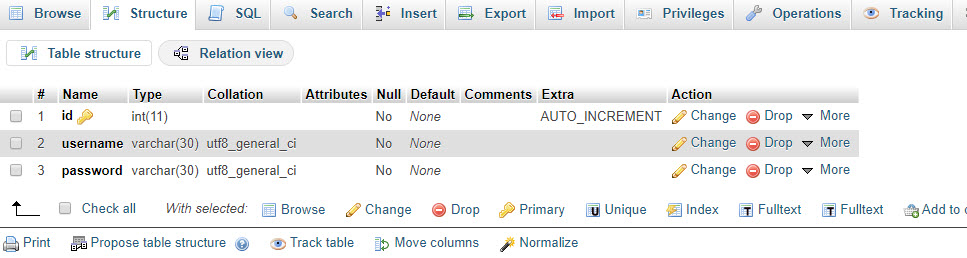 Browse Structure SQL Search Insert Export Import Privileges Operations Tracking
Table structure Relation view
# Name Type Collation Attributes Null Default Comments Extra Action
1 id int(11) No None AUTO_INCREMENT Change Drop More
2 username varchar(30) utf8_general_ci No None Change Drop More
3 password varchar(30) utf8_general_ci No None Change Drop More
Check all With selected: Browse Change Drop Primary Unique Index Fulltext Fulltext Add to
Print Propose table structure Track table Move columns Normalize